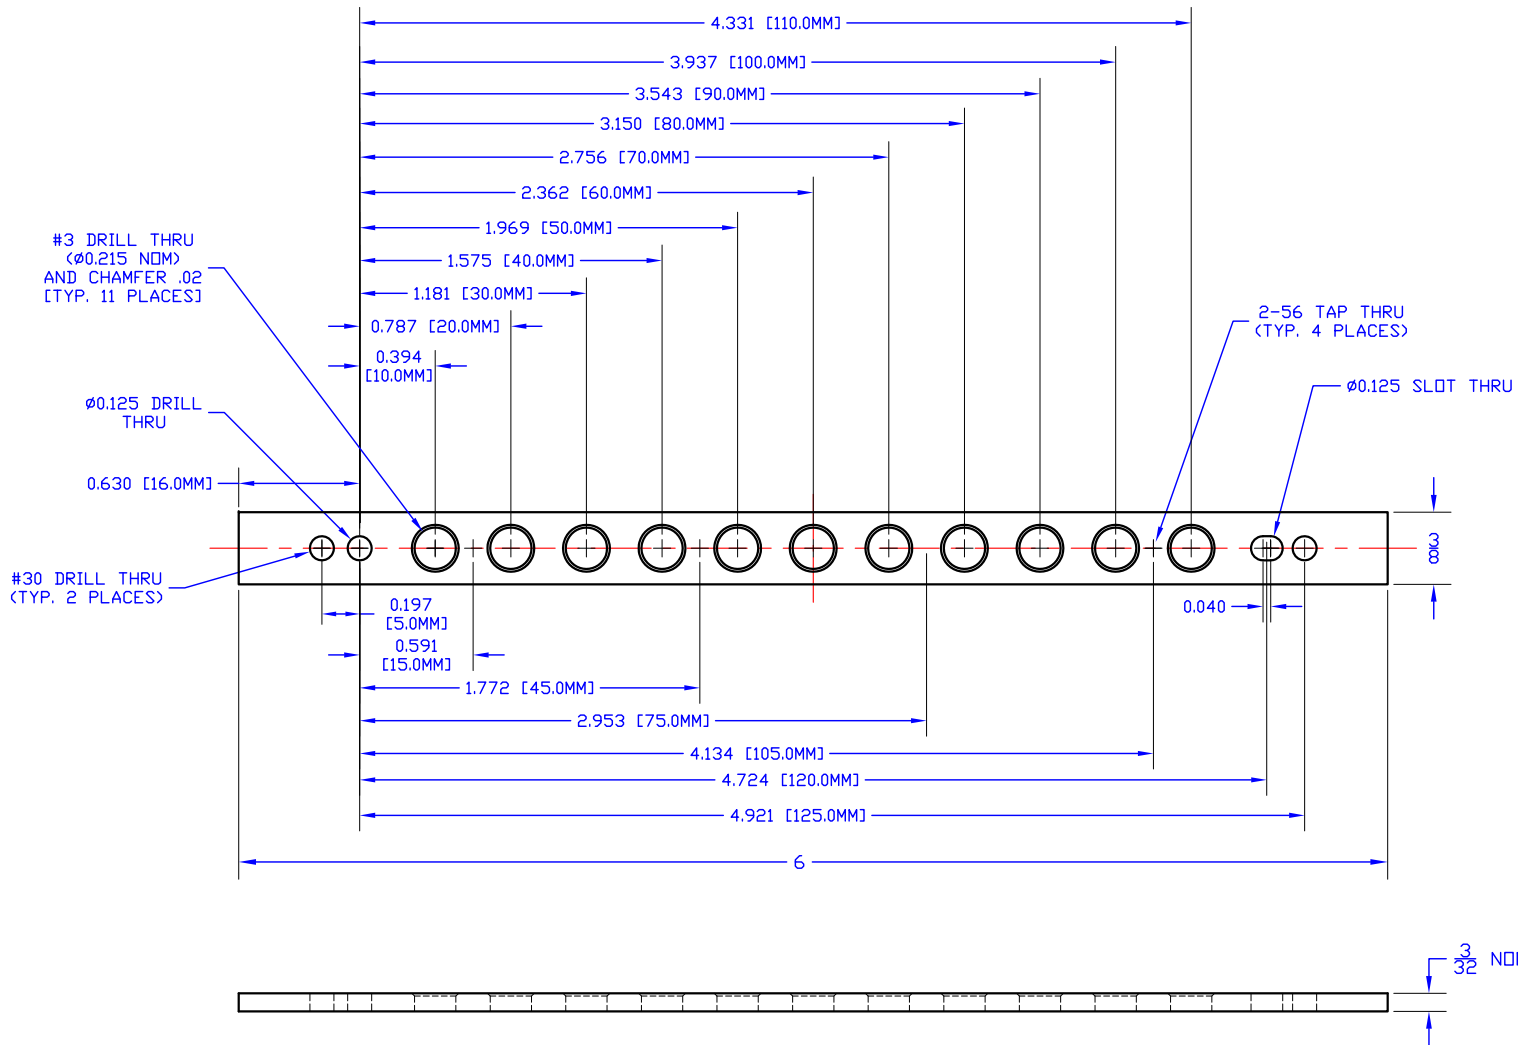 4.331 [110.0MM]
3.937 [100.0MM]
3.543 [90.0MM]
3.150 [80.0MM]
2.756 [70.0MM]
2.362 [60.0MM]
1.969 [50.0MM]
#3 DRILL THRU
(ø0.215 NOM)
AND CHAMFER .02
[TYP. 11 PLACES]
1.575 [40.0MM]
1.181 [30.0MM]
0.787 [20.0MM]
2-56 TAP THRU
(TYP. 4 PLACES)
0.394
[10.0MM]
ø0.125 SLOT THRU
ø0.125 DRILL
THRU
0.630 [16.0MM]
3
8
#30 DRILL THRU
(TYP. 2 PLACES)
0.197
[5.0MM]
0.040
0.591
[15.0MM]
1.772 [45.0MM]
2.953 [75.0MM]
4.134 [105.0MM]
4.724 [120.0MM]
4.921 [125.0MM]
6
3
32